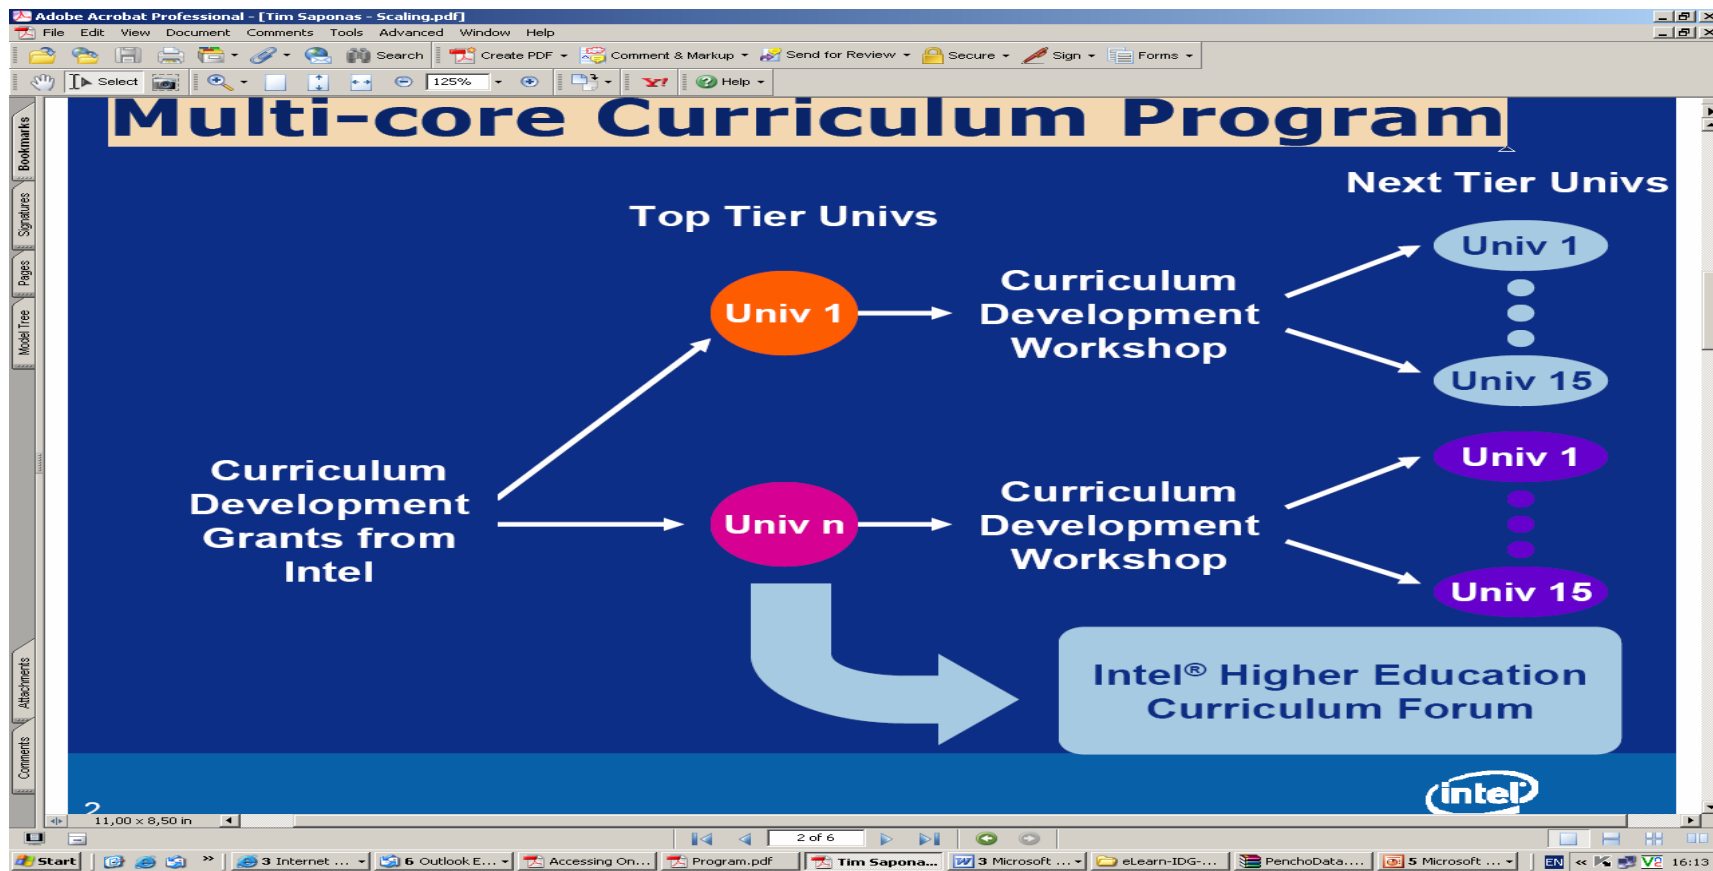 Adobe Acrobat Professional - [Tim Saponas - Scaling.pdf]
File Edit View Document Comments Tools Advanced Window Help
Search Create PDF Comment & Markup Send for Review Secure Sign Forms
Select 125% Y! Help
Bookmarks
Signatures
Pages
Model Tree
Attachments
Comments
Multi-core Curriculum Program
Next Tier Univs
Top Tier Univs
Univ 1
Curriculum
Development
Workshop
Univ 1
Univ 15
Curriculum
Development
Grants from
Intel
Univ n
Curriculum
Development
Workshop
Univ 1
Univ 15
Intel® Higher Education
Curriculum Forum
2
intel®
11,00 x 8,50 in
2 of 6
Start » 3 Internet ... 6 Outlook E... Accessing On... Program.pdf Tim Sapona... 3 Microsoft ... eLearn-IDG-... PenchoData.... 5 Microsoft ... EN « 16:13